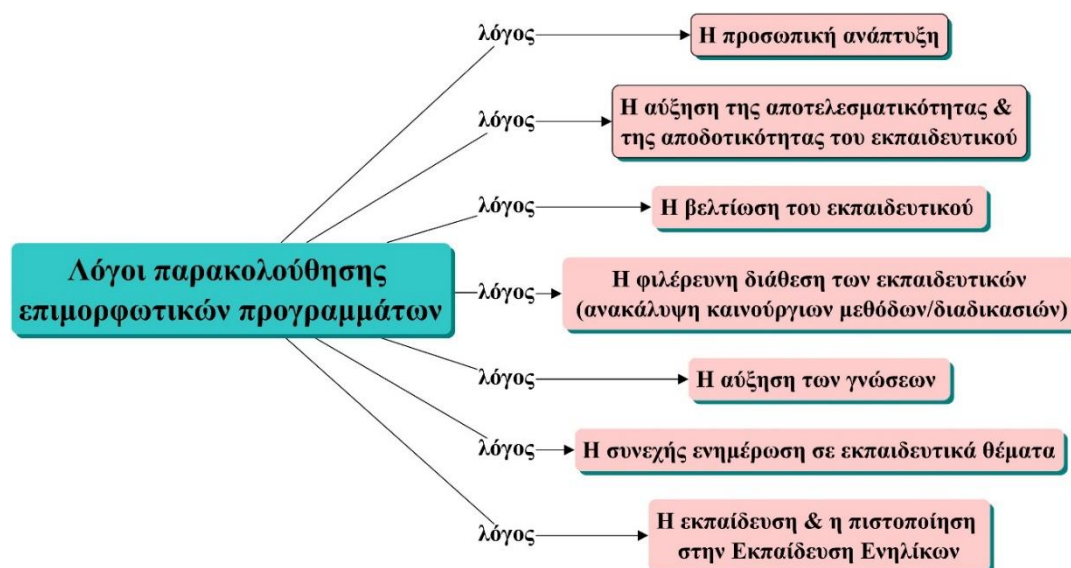 λόγος
Η προσωπική ανάπτυξη
λόγος
Η αύξηση της αποτελεσματικότητας &
της αποδοτικότητας του εκπαιδευτικού
λόγος
Η βελτίωση του εκπαιδευτικού
Λόγοι παρακολούθησης
επιμορφωτικών προγραμμάτων
λόγος
Η φιλέρευνη διάθεση των εκπαιδευτικών
(ανακάλυψη καινούργιων μεθόδων/διαδικασιών)
λόγος
Η αύξηση των γνώσεων
λόγος
Η συνεχής ενημέρωση σε εκπαιδευτικά θέματα
λόγος
Η εκπαίδευση & η πιστοποίηση
στην Εκπαίδευση Ενηλίκων